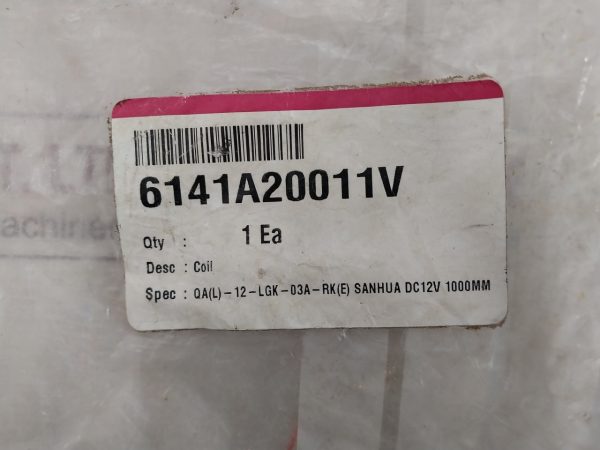 6141A20011V
Qty : 1 Ea
Desc : Coil
Spec : QA(L)-12-LGK-03A-RK(E) SANHUA DC12V 1000MM